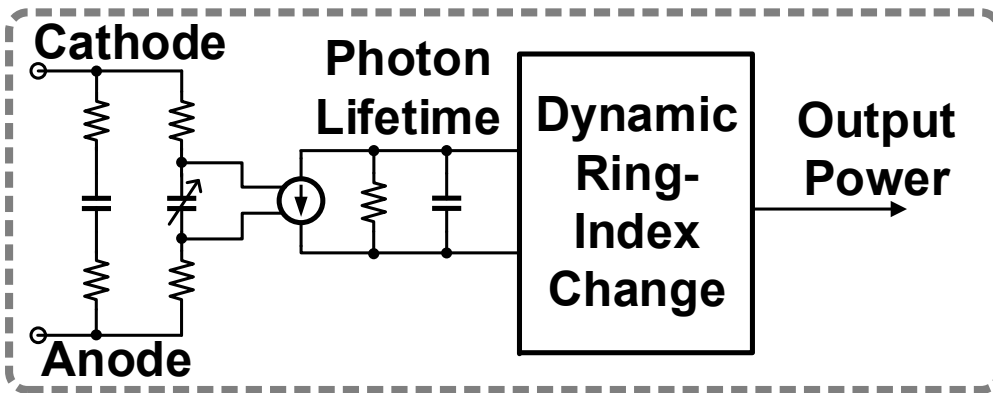 Cathode
Photon
Lifetime
Dynamic
Ring-
Index
Change
Output
Power
Anode